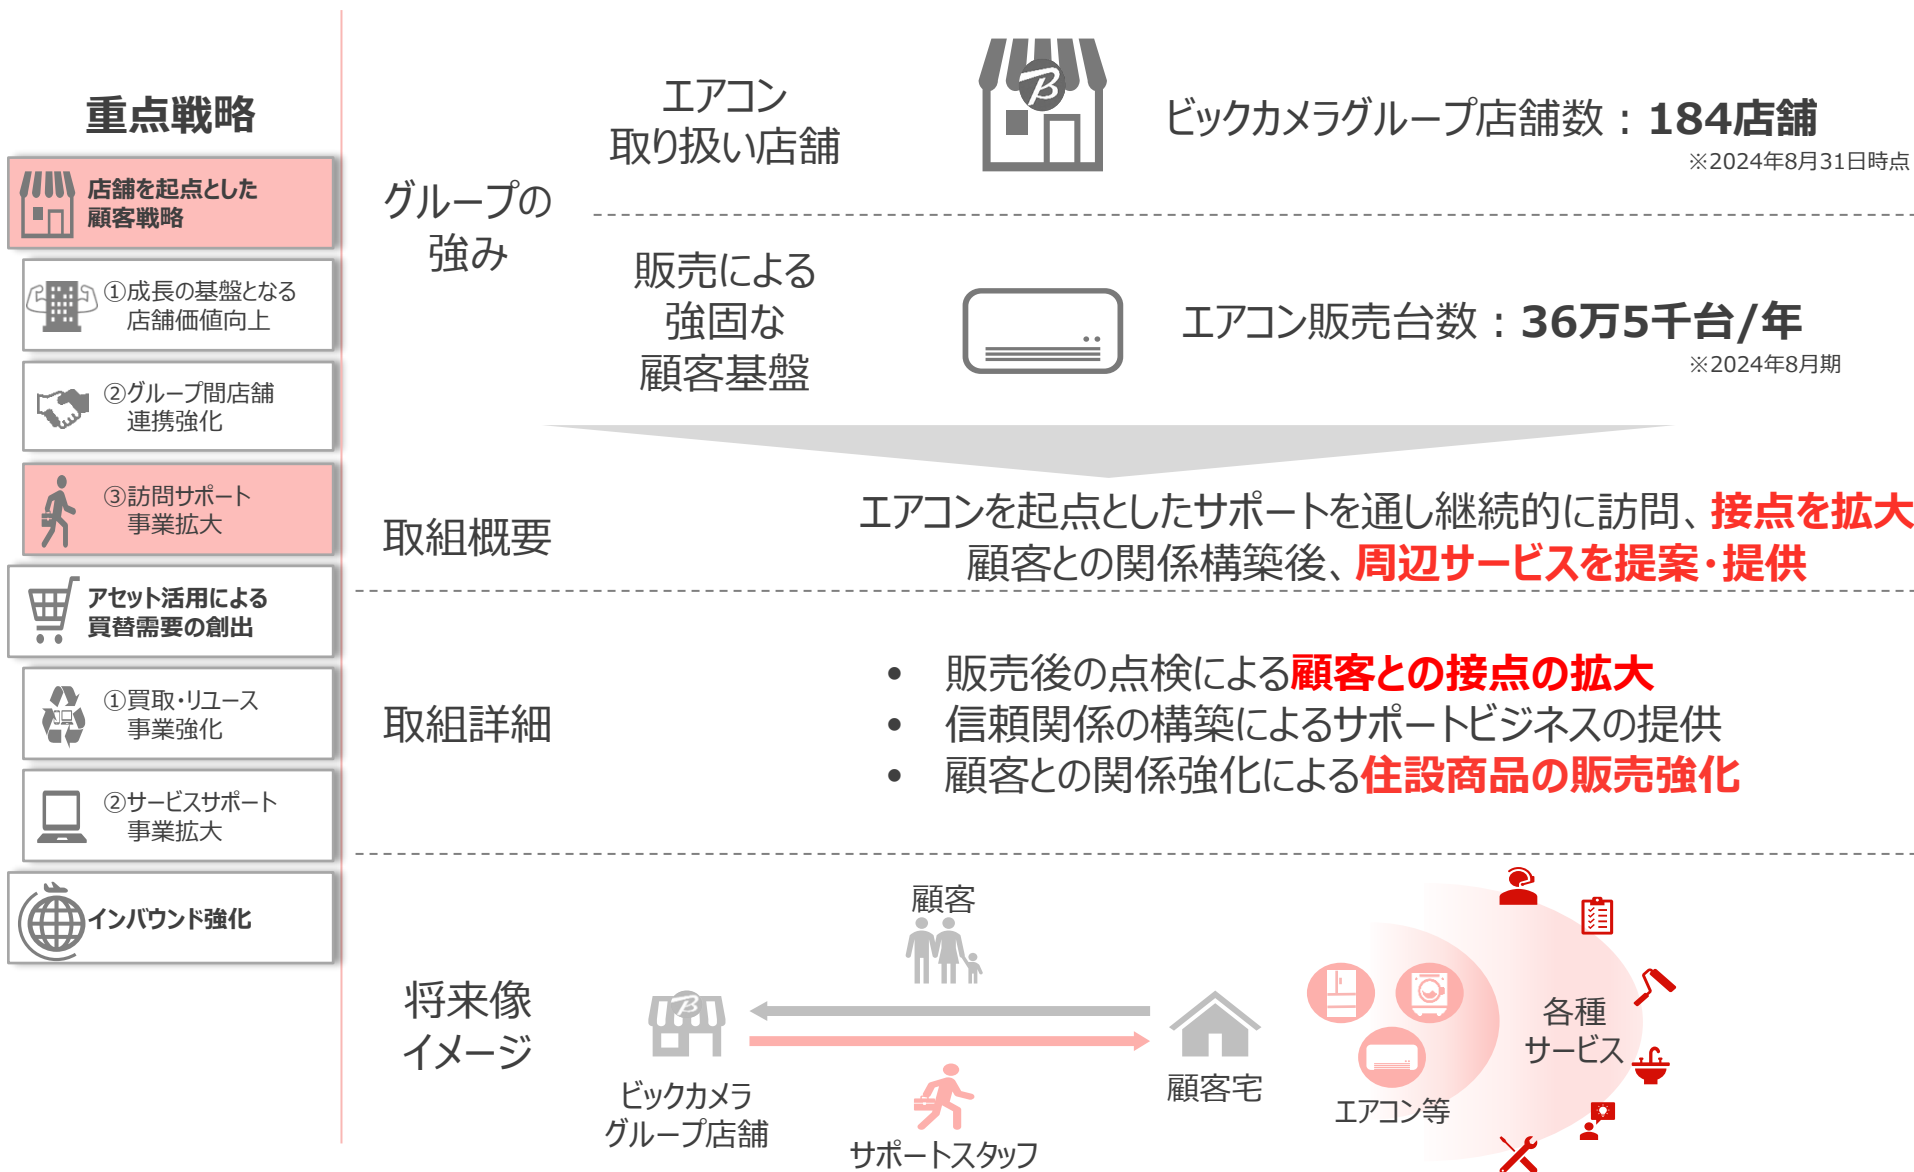 重点戦略
店舗を起点とした
顧客戦略
①成長の基盤となる
店舗価値向上
②グループ間店舗
連携強化
③訪問サポート
事業拡大
アセット活用による
買替需要の創出
①買取・リユース
事業強化
②サービスサポート
事業拡大
インバウンド強化
グループの
強み
エアコン
取り扱い店舗
B
ビックカメラグループ店舗数：184店舗
※2024年8月31日時点
販売による
強固な
顧客基盤
エアコン販売台数：36万5千台/年
※2024年8月期
取組概要
エアコンを起点としたサポートを通し継続的に訪問、接点を拡大
顧客との関係構築後、周辺サービスを提案・提供
取組詳細
• 販売後の点検による顧客との接点の拡大
• 信頼関係の構築によるサポートビジネスの提供
• 顧客との関係強化による住設商品の販売強化
将来像
イメージ
顧客
B
ビックカメラ
グループ店舗
サポートスタッフ
顧客宅
エアコン等
各種
サービス